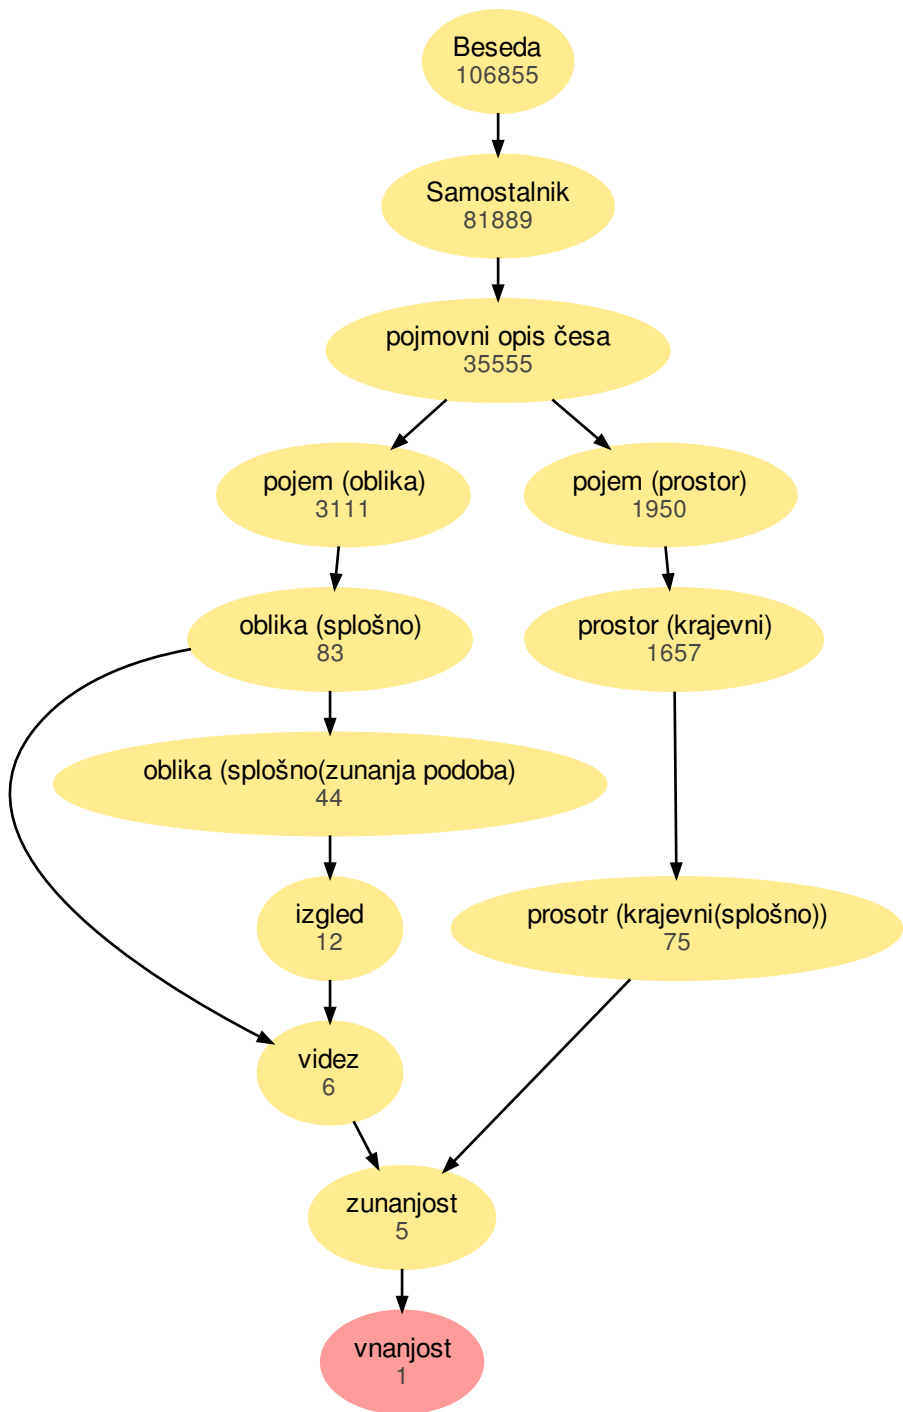 Beseda
106855
Samostalnik
81889
pojmovni opis česa
35555
pojem (oblika)
3111
pojem (prostor)
1950
oblika (splošno)
83
prostor (krajevni)
1657
oblika (splošno(zunanja podoba)
44
izgled
12
prosotr (krajevni(splošno))
75
videz
6
zunanjost
5
vnanjost
1